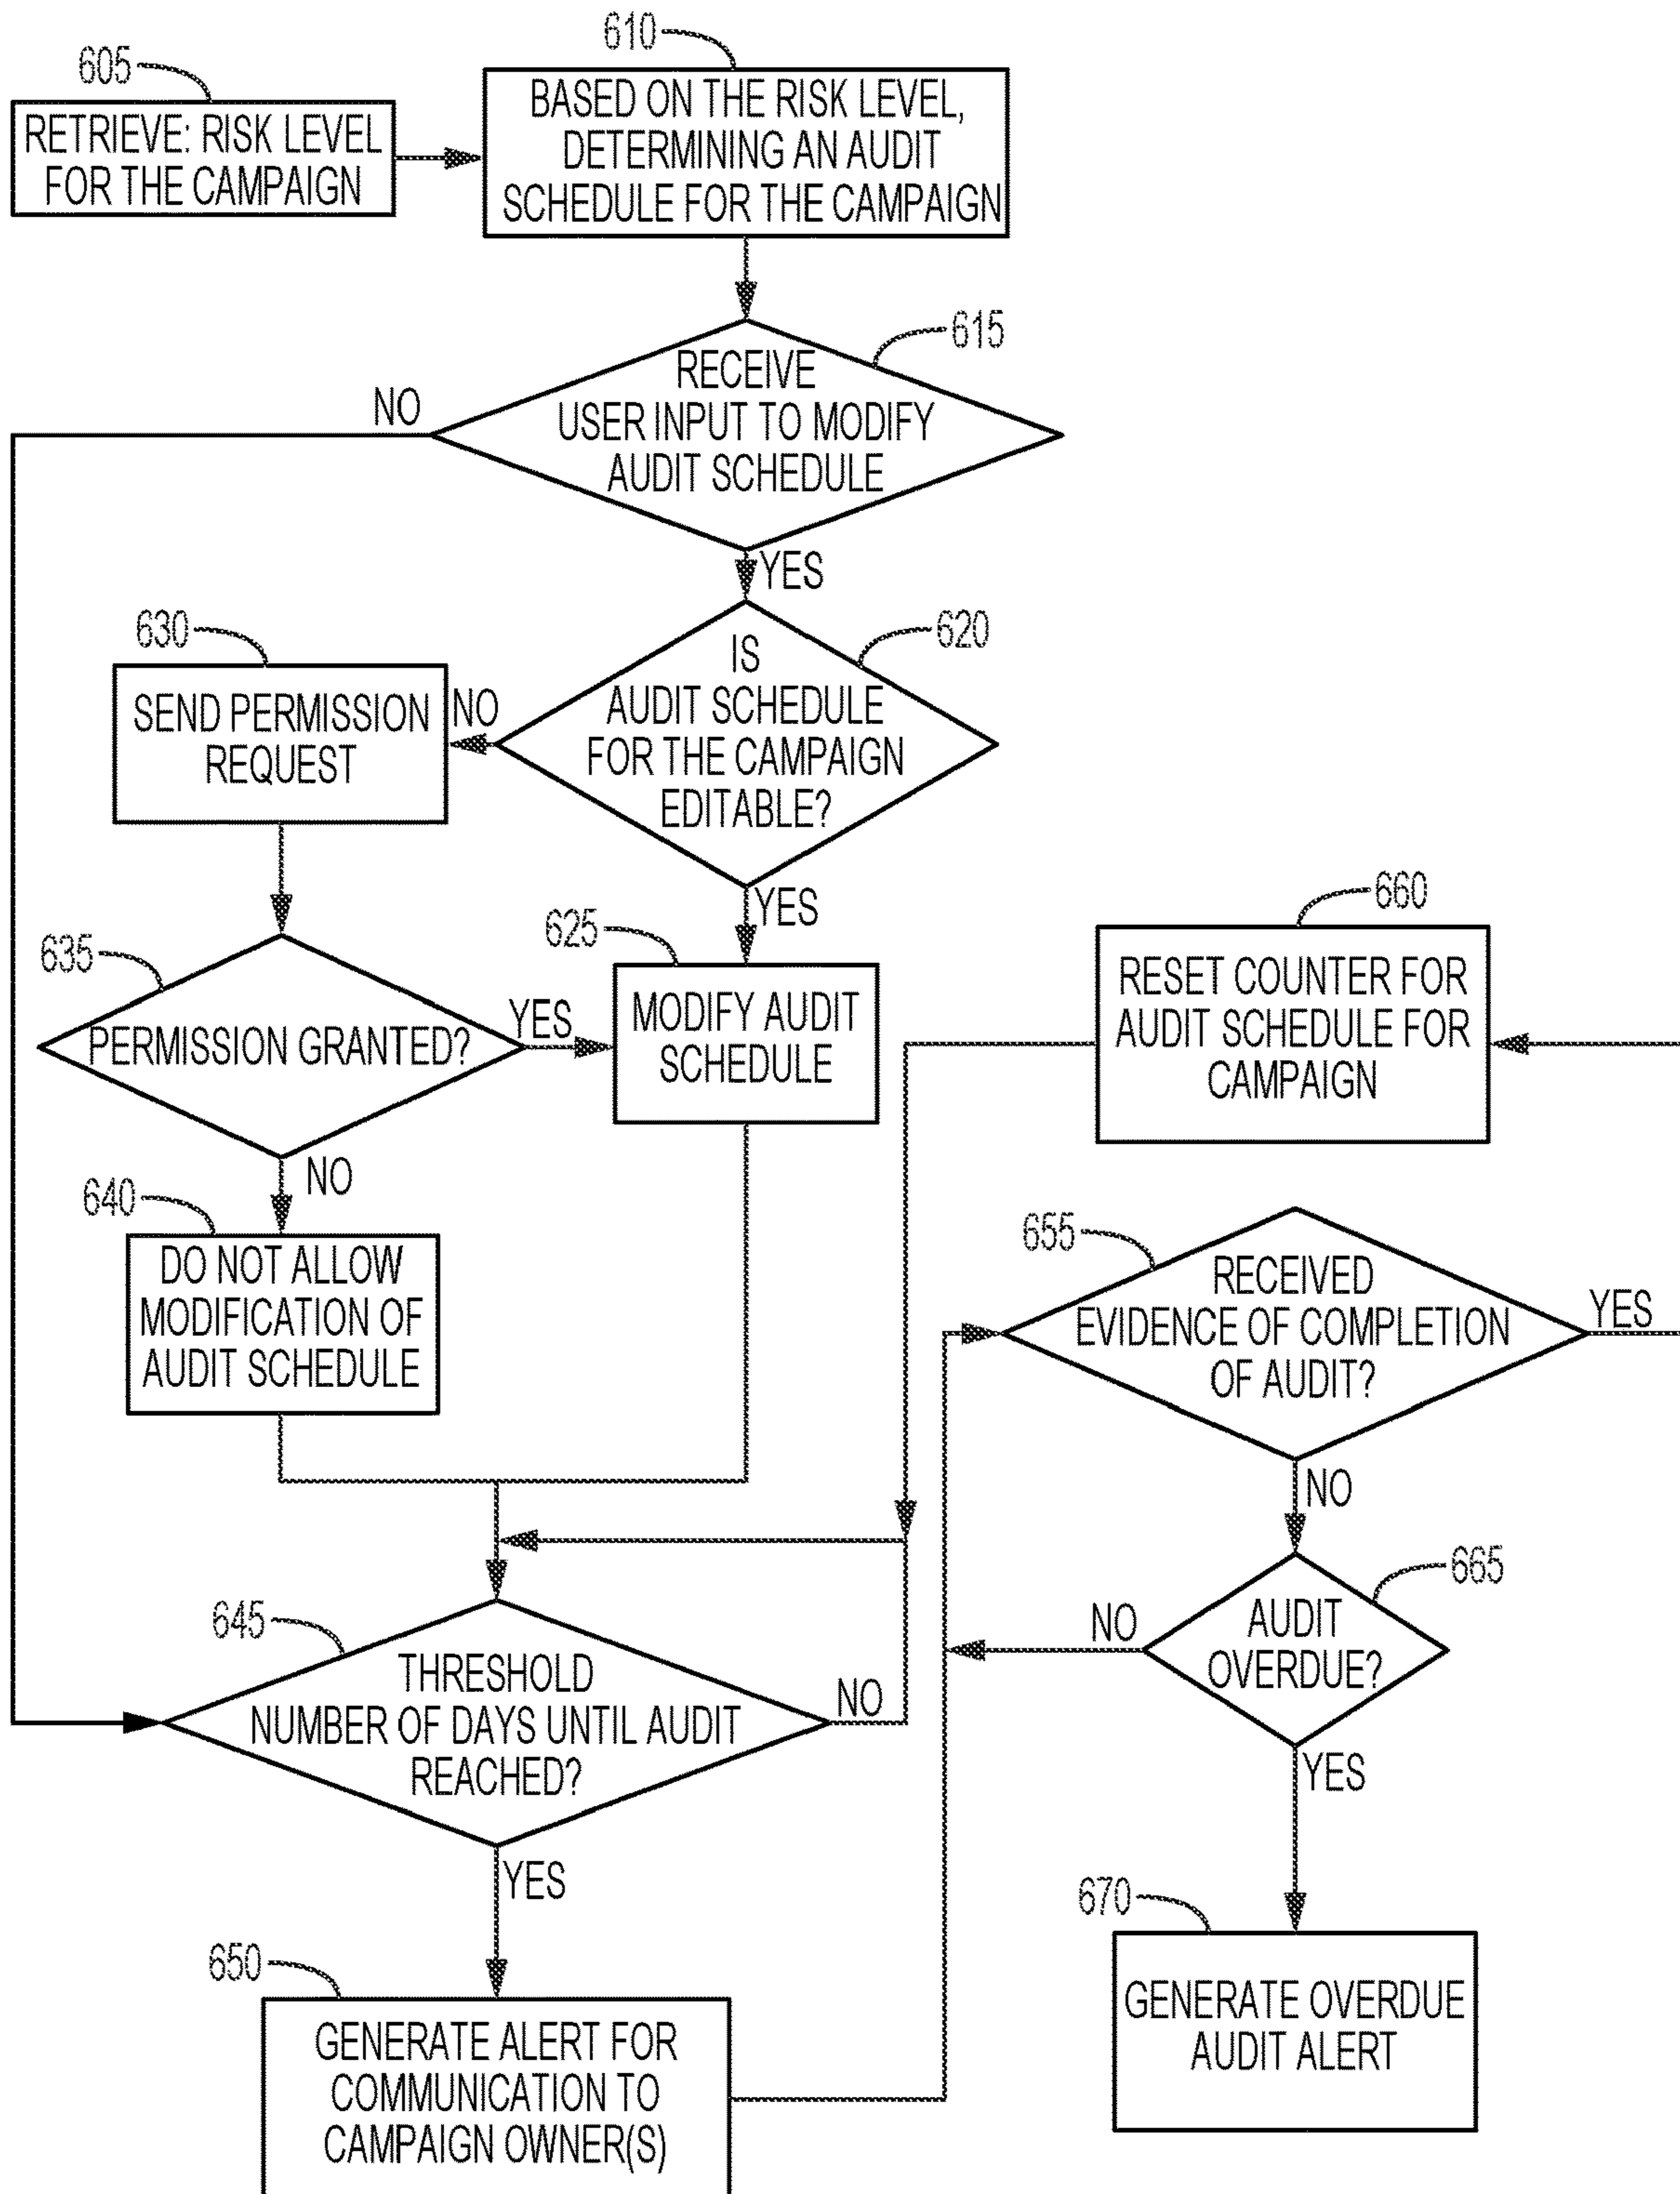 605
RETRIEVE: RISK LEVEL
FOR THE CAMPAIGN
610
BASED ON THE RISK LEVEL,
DETERMINING AN AUDIT
SCHEDULE FOR THE CAMPAIGN
615
RECEIVE
USER INPUT TO MODIFY
AUDIT SCHEDULE
NO
YES
620
IS
AUDIT SCHEDULE
FOR THE CAMPAIGN
EDITABLE?
NO
YES
630
SEND PERMISSION
REQUEST
635
PERMISSION GRANTED?
YES
NO
625
MODIFY AUDIT
SCHEDULE
640
DO NOT ALLOW
MODIFICATION OF
AUDIT SCHEDULE
645
THRESHOLD
NUMBER OF DAYS UNTIL AUDIT
REACHED?
NO
YES
650
GENERATE ALERT FOR
COMMUNICATION TO
CAMPAIGN OWNER(S)
660
RESET COUNTER FOR
AUDIT SCHEDULE FOR
CAMPAIGN
655
RECEIVED
EVIDENCE OF COMPLETION
OF AUDIT?
YES
NO
665
AUDIT
OVERDUE?
NO
YES
670
GENERATE OVERDUE
AUDIT ALERT